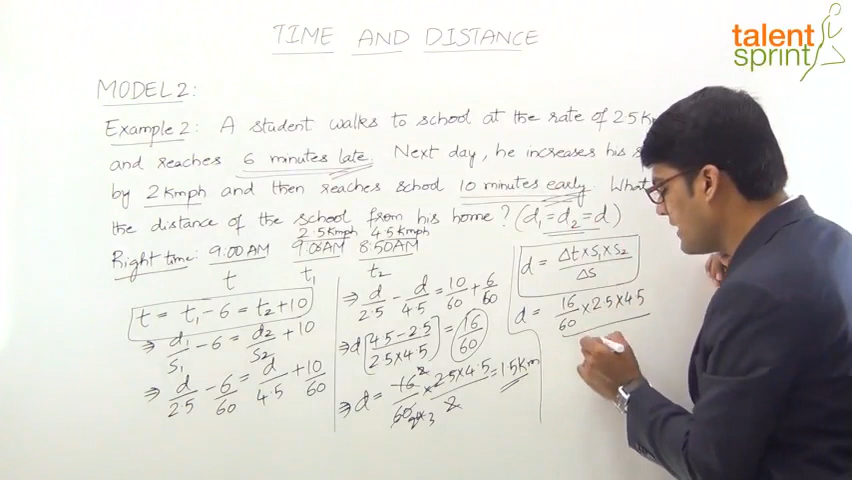 TIME AND DISTANCE
talent
sprint
MODEL 2:
Example 2: A student walks to school at the rate of 2.5 K
and reaches 6 minutes late. Next day, he increases his s
by 2 Kmph and then reaches school 10 minutes early. What
the distance of the school from his home? (d₁=d₂=d)
2.5 Kmph 4.5 Kmph
Right time: 9:00 AM 9:06 AM 8:50 AM
t t₁ t₂
t = t₁ - 6 = t₂ + 10
⇒ d₁/S₁ - 6 = d₂/S₂ + 10
⇒ d/2.5 - 6/60 = d/4.5 + 10/60
⇒ d/2.5 - d/4.5 = 10/60 + 6/60
⇒ d[4.5-2.5/2.5×4.5] = 16/60
⇒ d = 16/60 × 2.5×4.5/2 = 1.5 Km
d = Δt×S₁×S₂/ΔS
d = 16/60 × 2.5×4.5